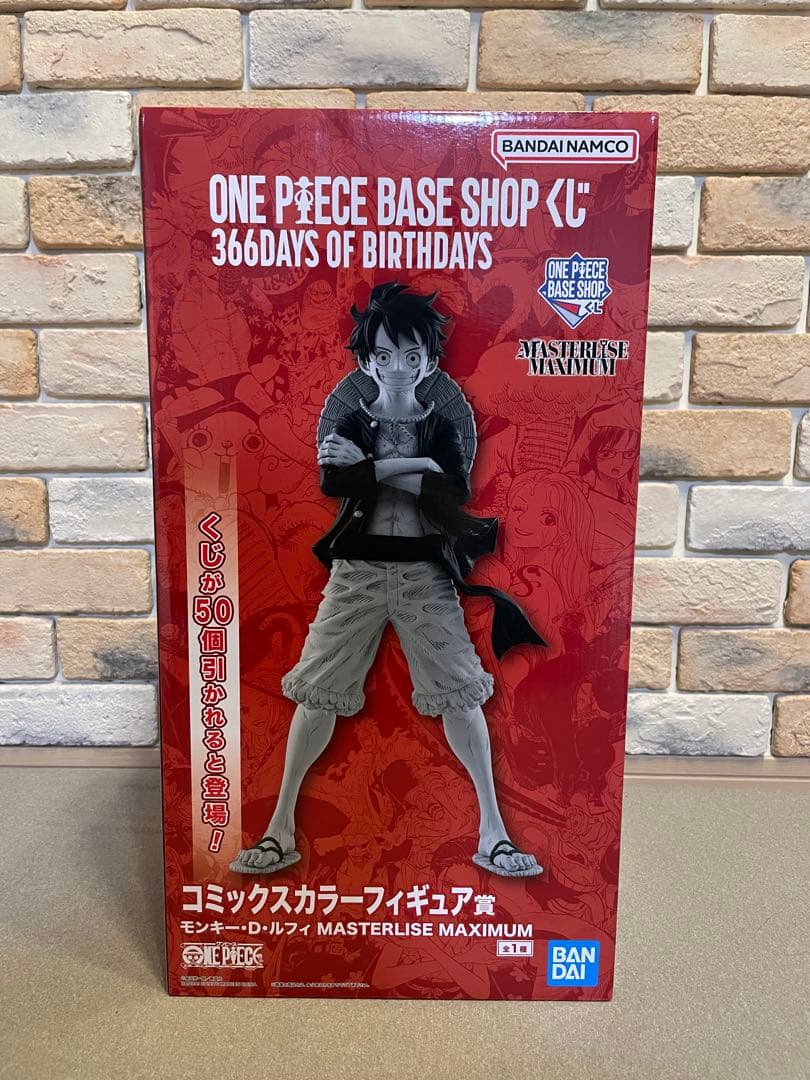 BANDAI NAMCO
ONE PIECE BASE SHOP くじ
366DAYS OF BIRTHDAYS
ONE PIECE
BASE SHOP
くじ
MASTERLISE
MAXIMUM
くじが50個引かれると登場!
コミックスカラーフィギュア賞
モンキー・D・ルフィ MASTERLISE MAXIMUM
全1種
ONE PIECE
BAN
DAI